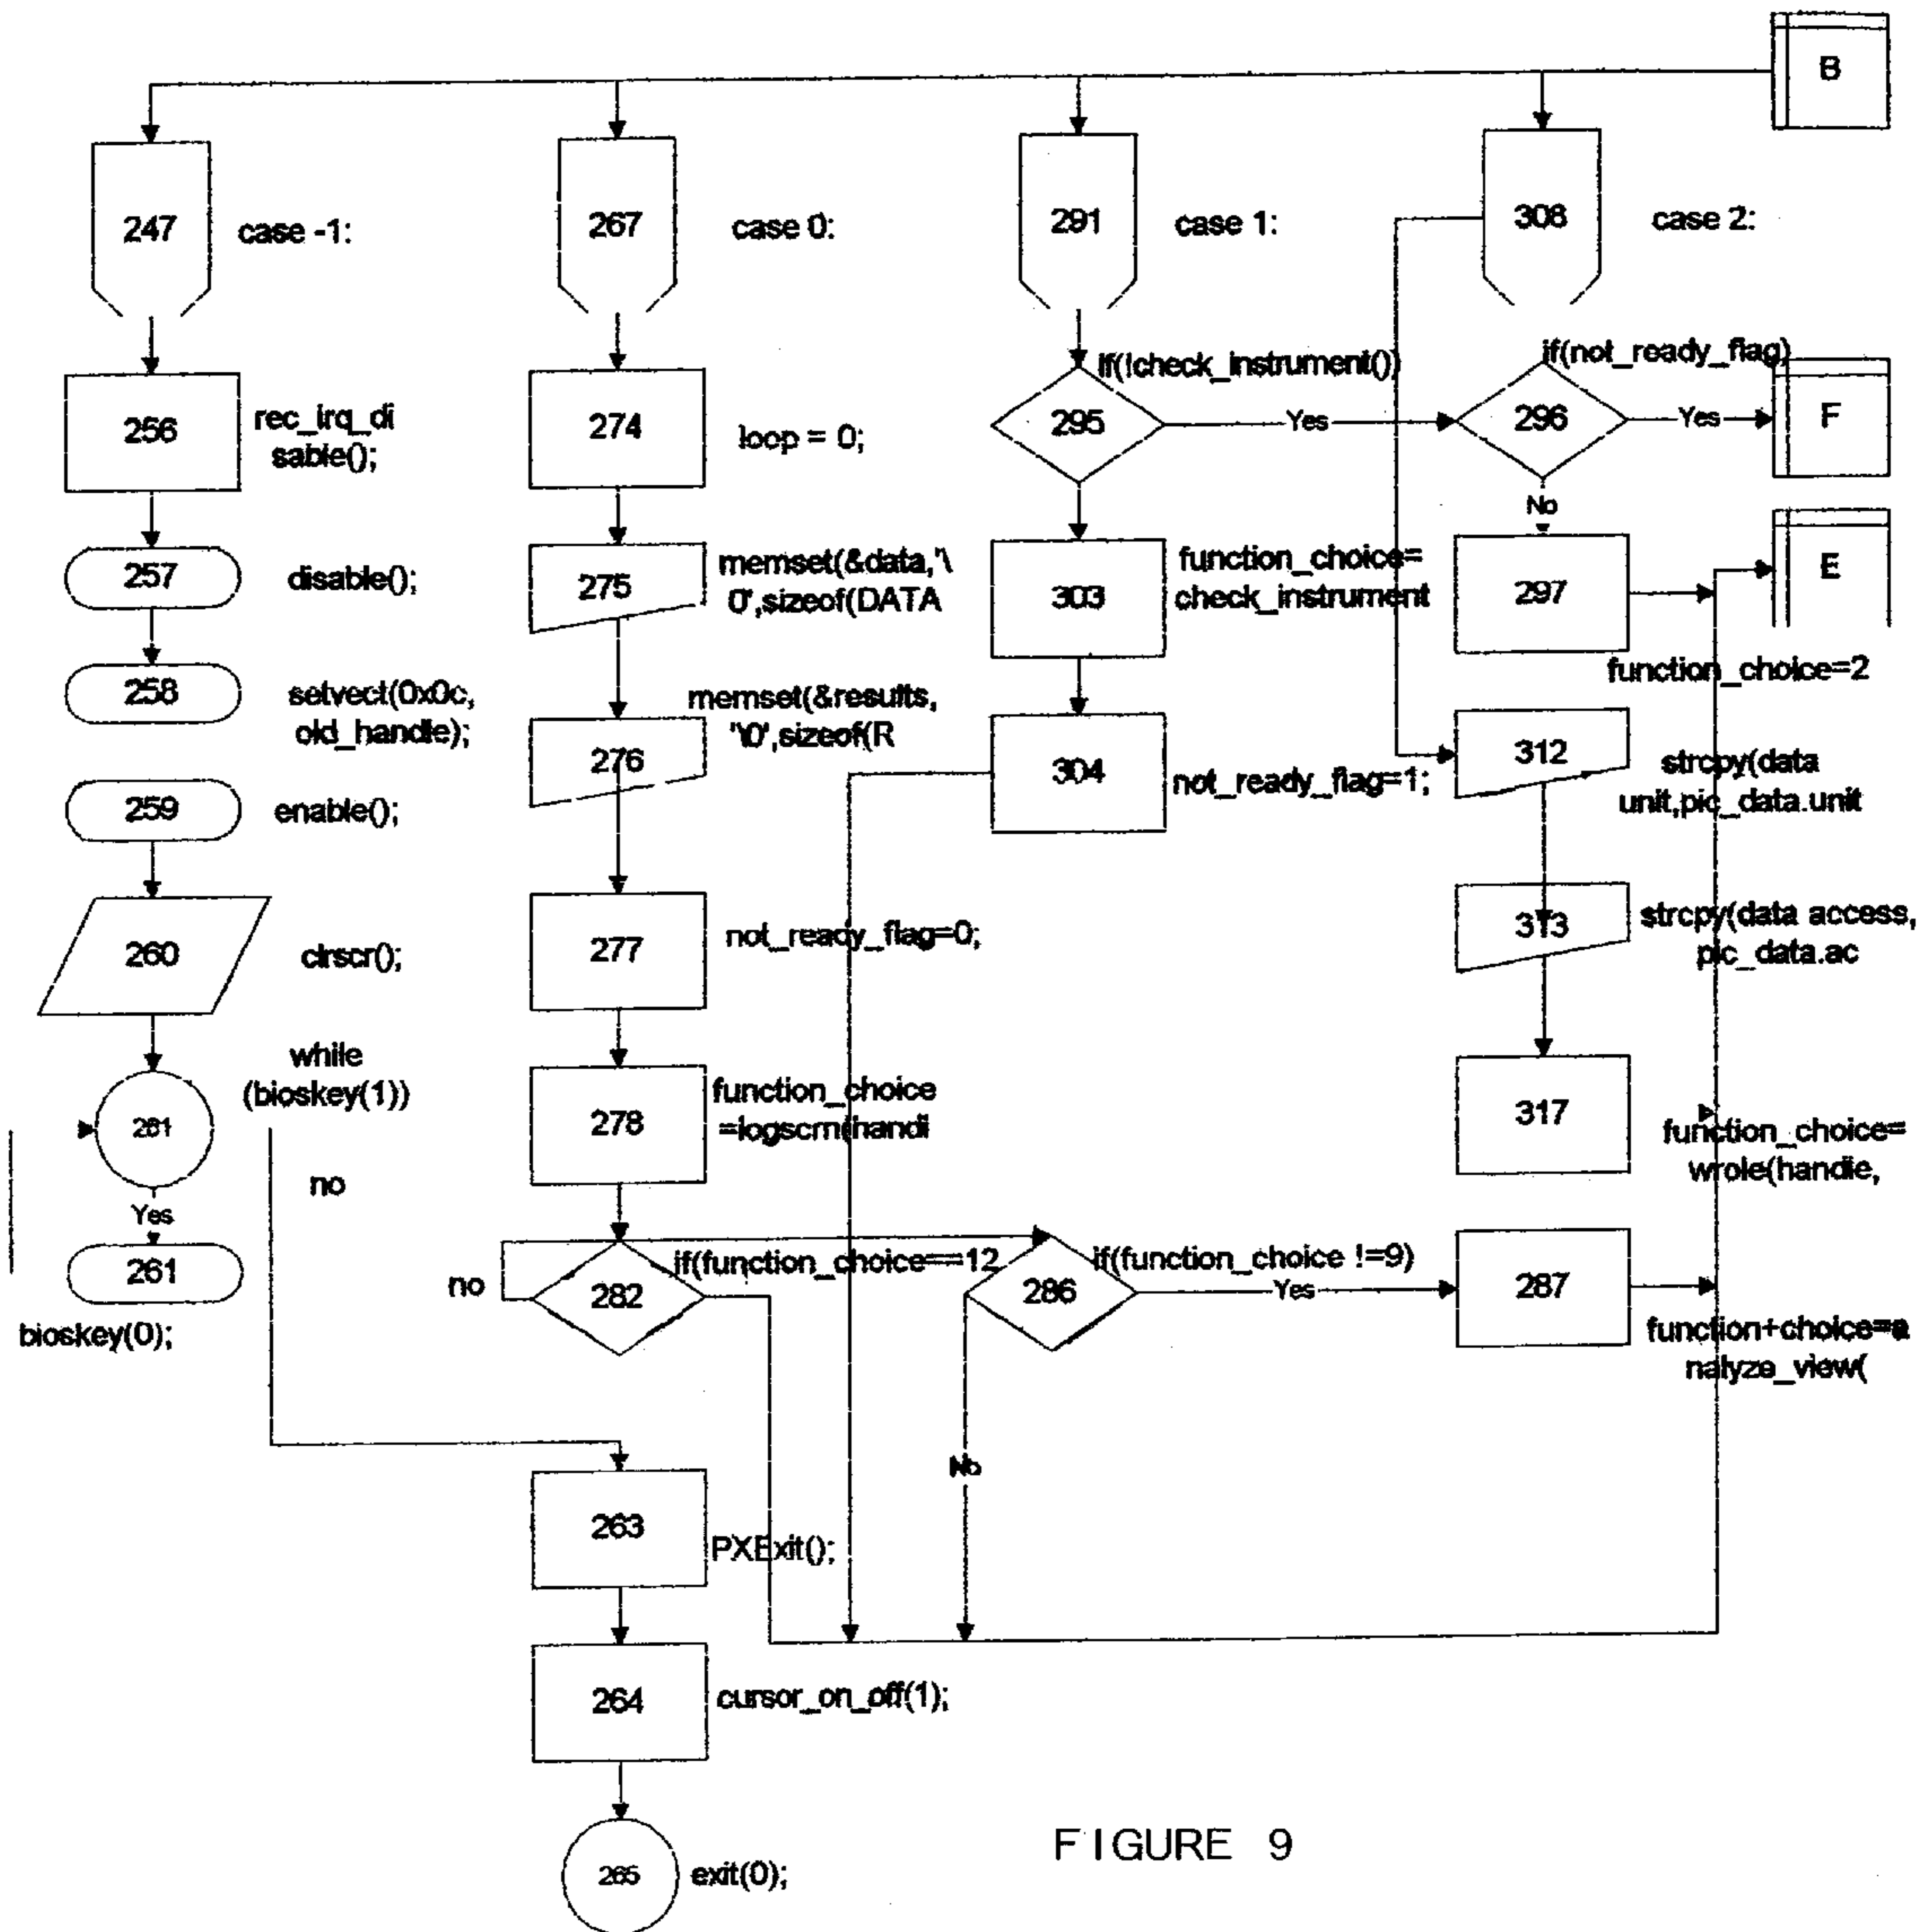 B
247
case -1:
267
case 0:
291
case 1:
308
case 2:
256
rec_irq_di
sable();
274
loop = 0;
if(!check_instrument())
295
Yes
if(not_ready_flag)
296
Yes
F
No
257
disable();
275
memset(&data,'\
0',sizeof(DATA
303
function_choice=
check_instrument
297
function_choice=2
E
258
setvect(0x0c,
old_handle);
276
memset(&results,
'\0',sizeof(R
304
not_ready_flag=1;
312
strcpy(data
unit,pic_data.unit
259
enable();
260
clrscr();
277
not_ready_flag=0;
313
strcpy(data access,
pic_data.ac
while
(bioskey(1))
261
no
Yes
261
bioskey(0);
278
function_choice
=logscrn(handl
317
function_choice=
wrole(handle,
no
282
if(function_choice==12
286
if(function_choice !=9)
Yes
287
function+choice=a
nalyze_view(
No
263
PXExit();
264
cursor_on_off(1);
265
exit(0);
FIGURE 9